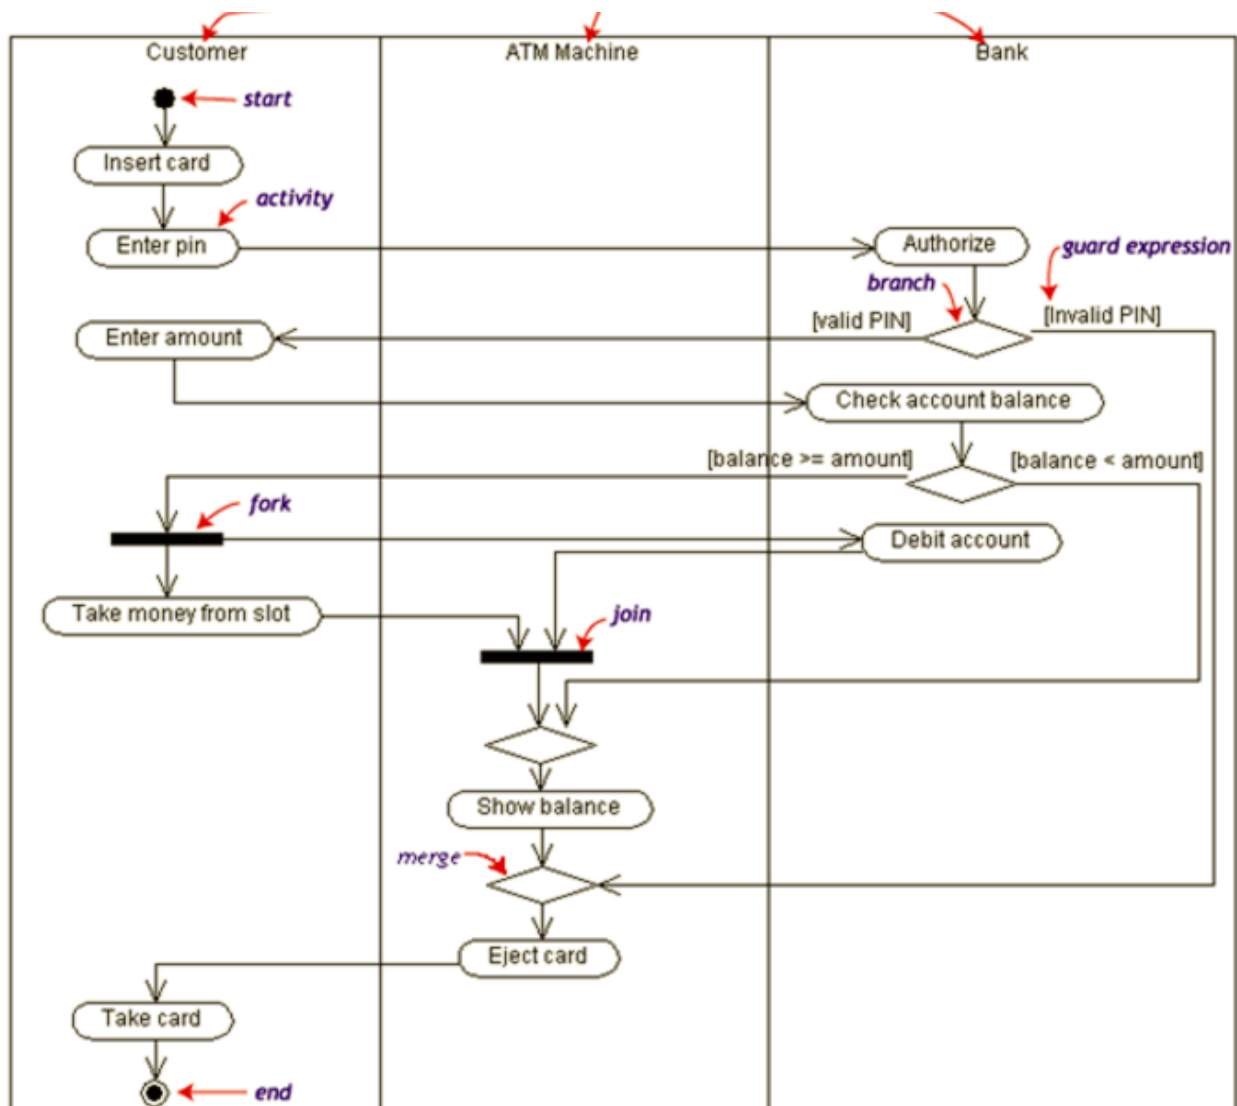 Customer
ATM Machine
Bank
start
Insert card
activity
Enter pin
Authorize
guard expression
branch
[valid PIN]
[Invalid PIN]
Enter amount
Check account balance
[balance >= amount]
[balance < amount]
fork
Debit account
Take money from slot
join
Show balance
merge
Eject card
Take card
end